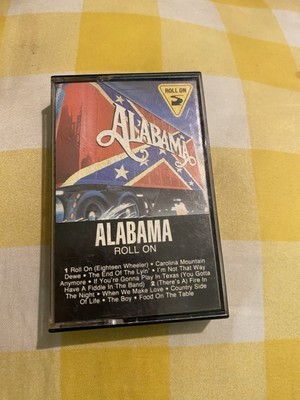 ROLL ON
ALABAMA
ALABAMA
ROLL ON
1 Roll On (Eighteen Wheeler) • Carolina Mountain
Dewe • The End Of The Lyin' • I'm Not That Way
Anymore • If You're Gonna Play In Texas (You Gotta
Have A Fiddle In The Band) 2 (There's A) Fire In
The Night • When We Make Love • Country Side
Of Life • The Boy • Food On The Table